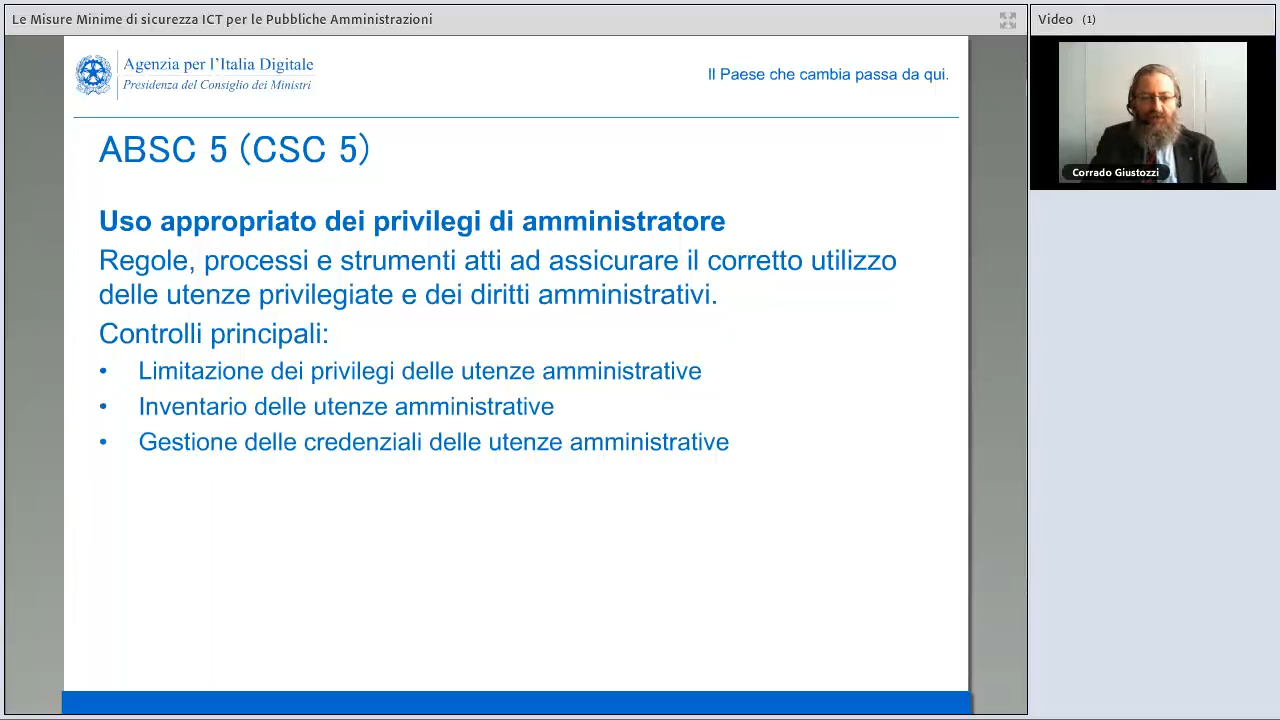 Le Misure Minime di sicurezza ICT per le Pubbliche Amministrazioni
Video (1)
Agenzia per l'Italia Digitale
Presidenza del Consiglio dei Ministri
Il Paese che cambia passa da qui.
Corrado Giustozzi
ABSC 5 (CSC 5)
Uso appropriato dei privilegi di amministratore
Regole, processi e strumenti atti ad assicurare il corretto utilizzo
delle utenze privilegiate e dei diritti amministrativi.
Controlli principali:
• Limitazione dei privilegi delle utenze amministrative
• Inventario delle utenze amministrative
• Gestione delle credenziali delle utenze amministrative